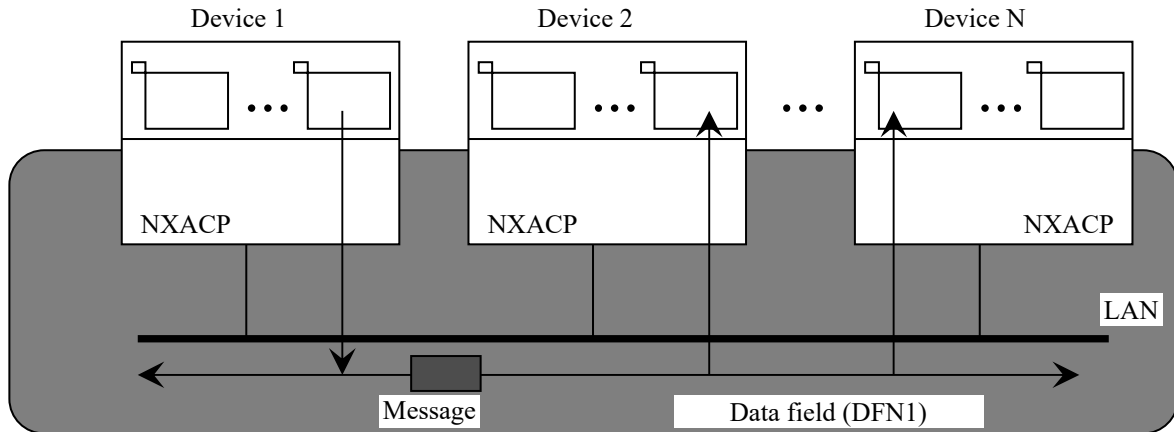 Device 1 Device 2 Device N
NXACP NXACP NXACP
LAN
Message Data field (DFN1)